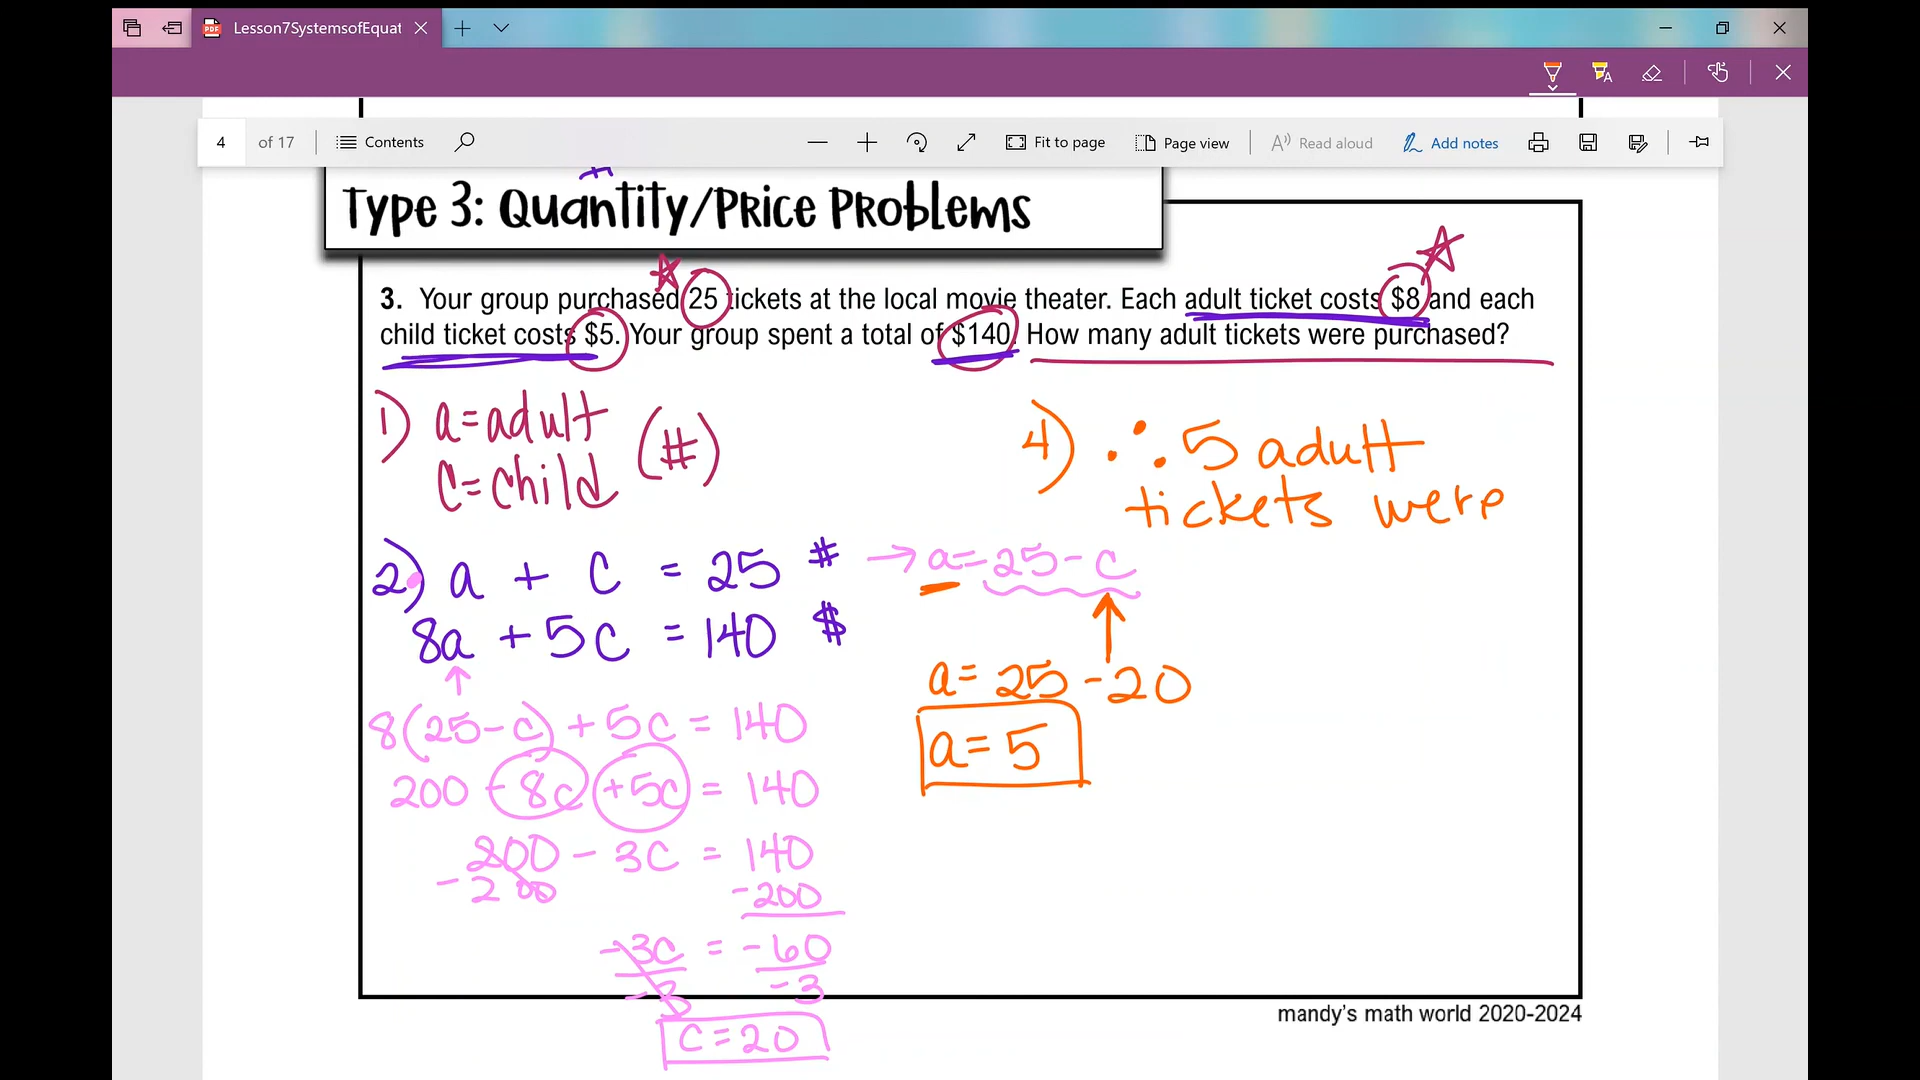 Lesson7SystemsofEquat
4 of 17 Contents Fit to page Page view Read aloud Add notes
Type 3: Quantity/Price Problems
3. Your group purchased 25 tickets at the local movie theater. Each adult ticket costs $8 and each
child ticket costs $5. Your group spent a total of $140. How many adult tickets were purchased?
1) a=adult (#)
c=child
2) a + c = 25 #
8a + 5c = 140 $
8(25-c) + 5c = 140
200 - 8c + 5c = 140
200 - 3c = 140
-200 -200
-3c = -60
-3 -3
c=20
→ a=25-c
a= 25-20
a= 5
4) ∴ 5 adult
tickets were
mandy's math world 2020-2024